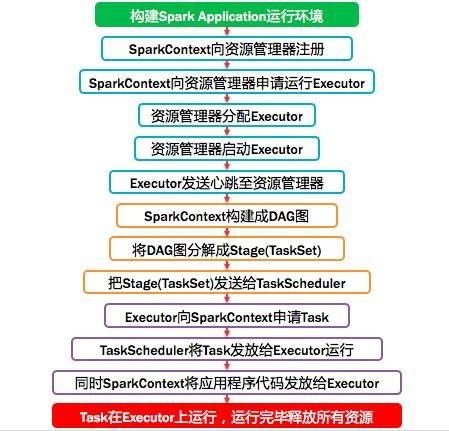 构建Spark Application运行环境
SparkContext向资源管理器注册
SparkContext向资源管理器申请运行Executor
资源管理器分配Executor
资源管理器启动Executor
Executor发送心跳至资源管理器
SparkContext构建成DAG图
将DAG图分解成Stage(TaskSet)
把Stage(TaskSet)发送给TaskScheduler
Executor向SparkContext申请Task
TaskScheduler将Task发放给Executor运行
同时SparkContext将应用程序代码发放给Executor
Task在Executor上运行，运行完毕释放所有资源